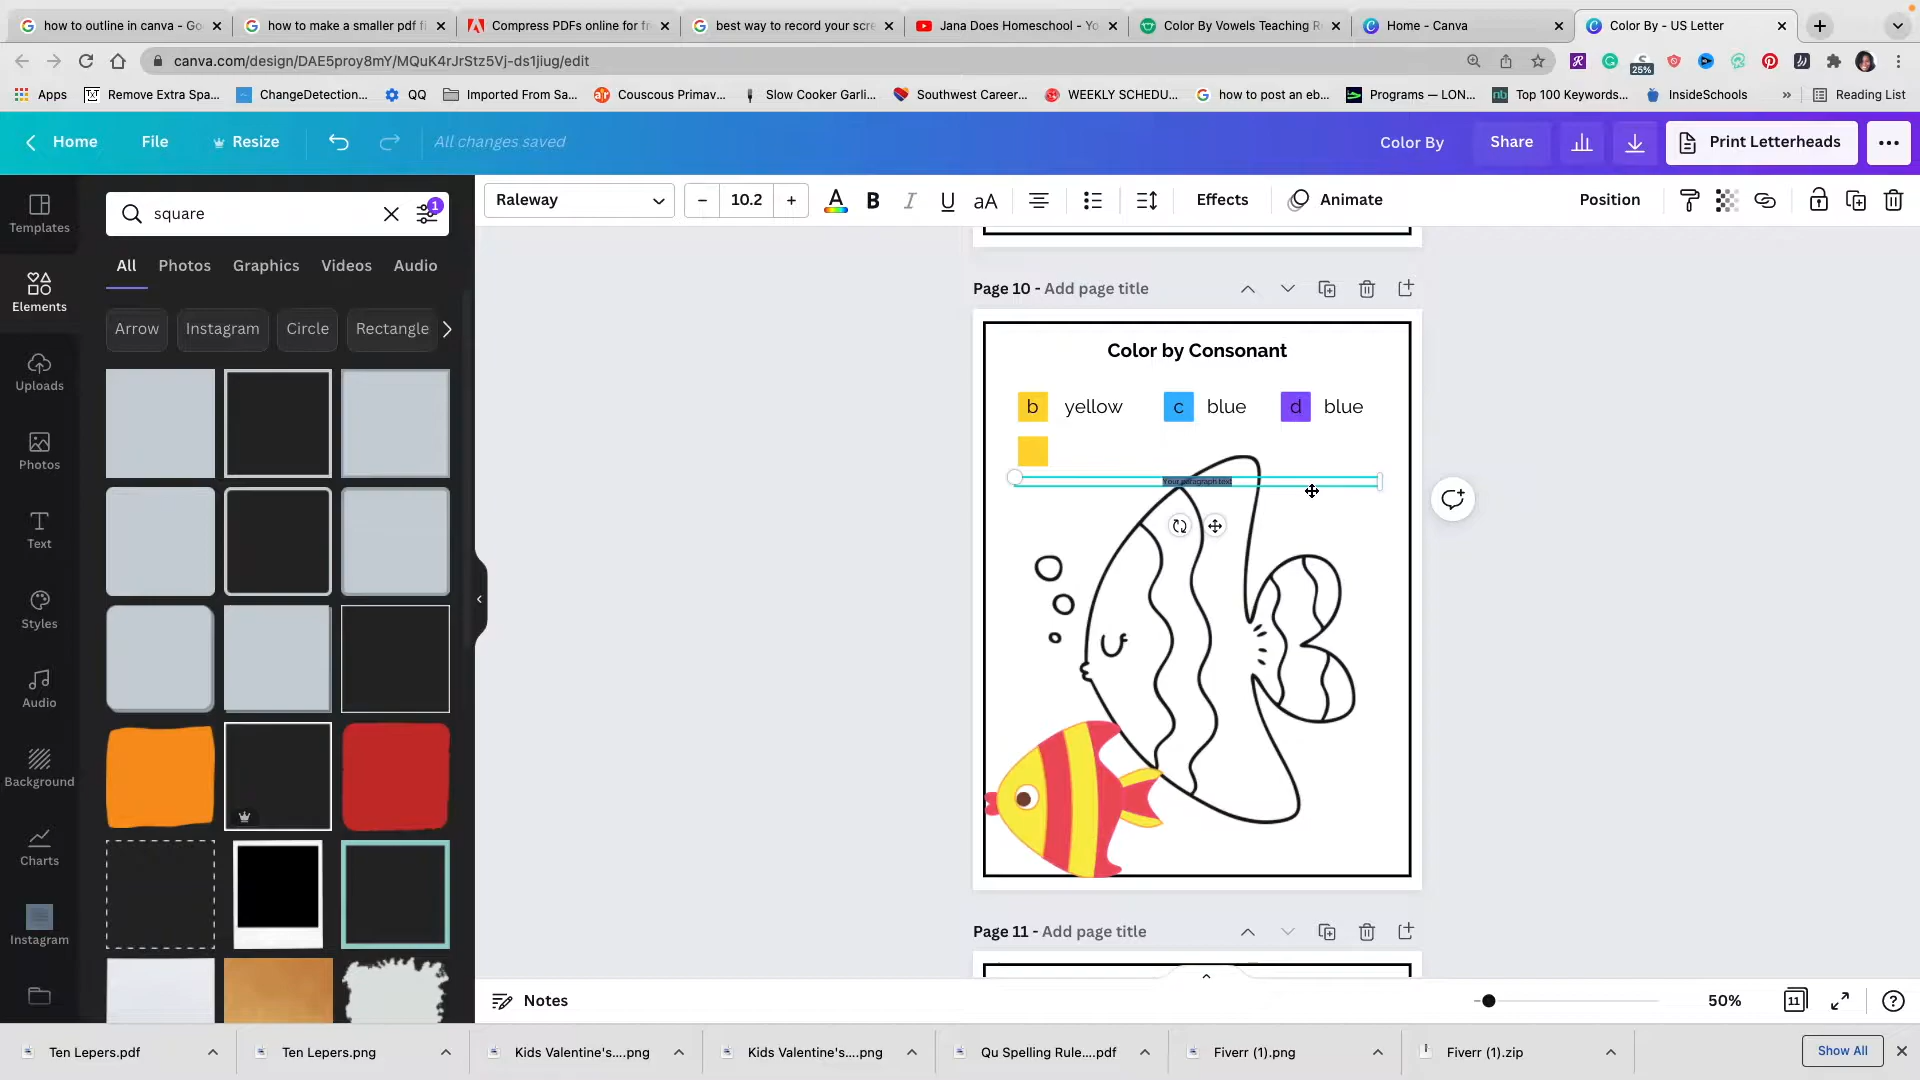 how to outline in canva - Go
how to make a smaller pdf fi
Compress PDFs online for fr
best way to record your scre
Jana Does Homeschool - Yo
Color By Vowels Teaching R
Home - Canva
Color By - US Letter
canva.com/design/DAE5proy8mY/MQuK4rJrStz5Vj-ds1jiug/edit
25%
Apps
Remove Extra Spa...
ChangeDetection...
QQ
Imported From Sa...
Couscous Primav...
Slow Cooker Garli...
Southwest Career...
WEEKLY SCHEDU...
how to post an eb...
Programs — LON...
Top 100 Keywords...
InsideSchools
»
Reading List
Home
File
Resize
All changes saved
Color By
Share
Print Letterheads
Templates
Elements
Uploads
Photos
Text
Styles
Audio
Background
Charts
Instagram
square
1
All
Photos
Graphics
Videos
Audio
Arrow
Instagram
Circle
Rectangle
Raleway
10.2
A
B
I
U
aA
Effects
Animate
Position
Page 10 - Add page title
Color by Consonant
b yellow c blue d blue
Your paragraph text
Page 11 - Add page title
Notes
50%
11
Ten Lepers.pdf
Ten Lepers.png
Kids Valentine's....png
Kids Valentine's....png
Qu Spelling Rule....pdf
Fiverr (1).png
Fiverr (1).zip
Show All